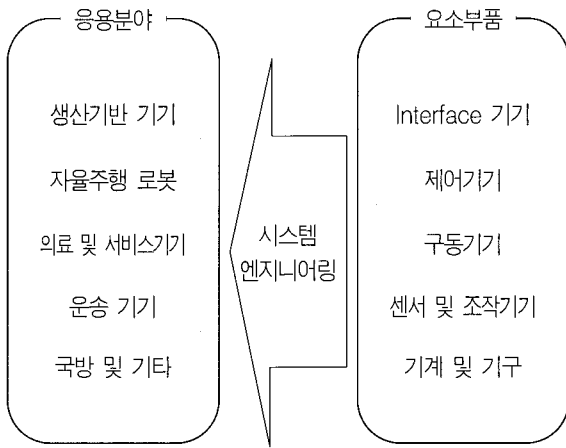 응용분야
생산기반 기기
자율주행 로봇
의료 및 서비스기기
운송 기기
국방 및 기타
시스템
엔지니어링
요소부품
Interface 기기
제어기기
구동기기
센서 및 조작기기
기계 및 기구